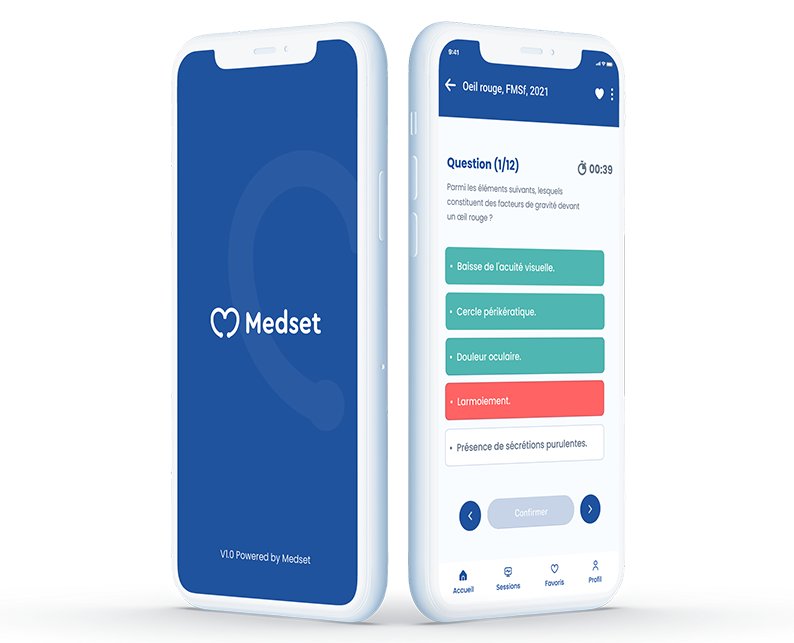 Medset
V1.0 Powered by Medset
9:41
Oeil rouge, FMSf, 2021
Question (1/12)
00:39
Parmi les éléments suivants, lesquels
constituent des facteurs de gravité devant
un œil rouge ?
• Baisse de l'acuité visuelle.
• Cercle périkératique.
• Douleur oculaire.
• Larmoiement.
• Présence de sécrétions purulentes.
Confirmer
Accueil Sessions Favoris Profil